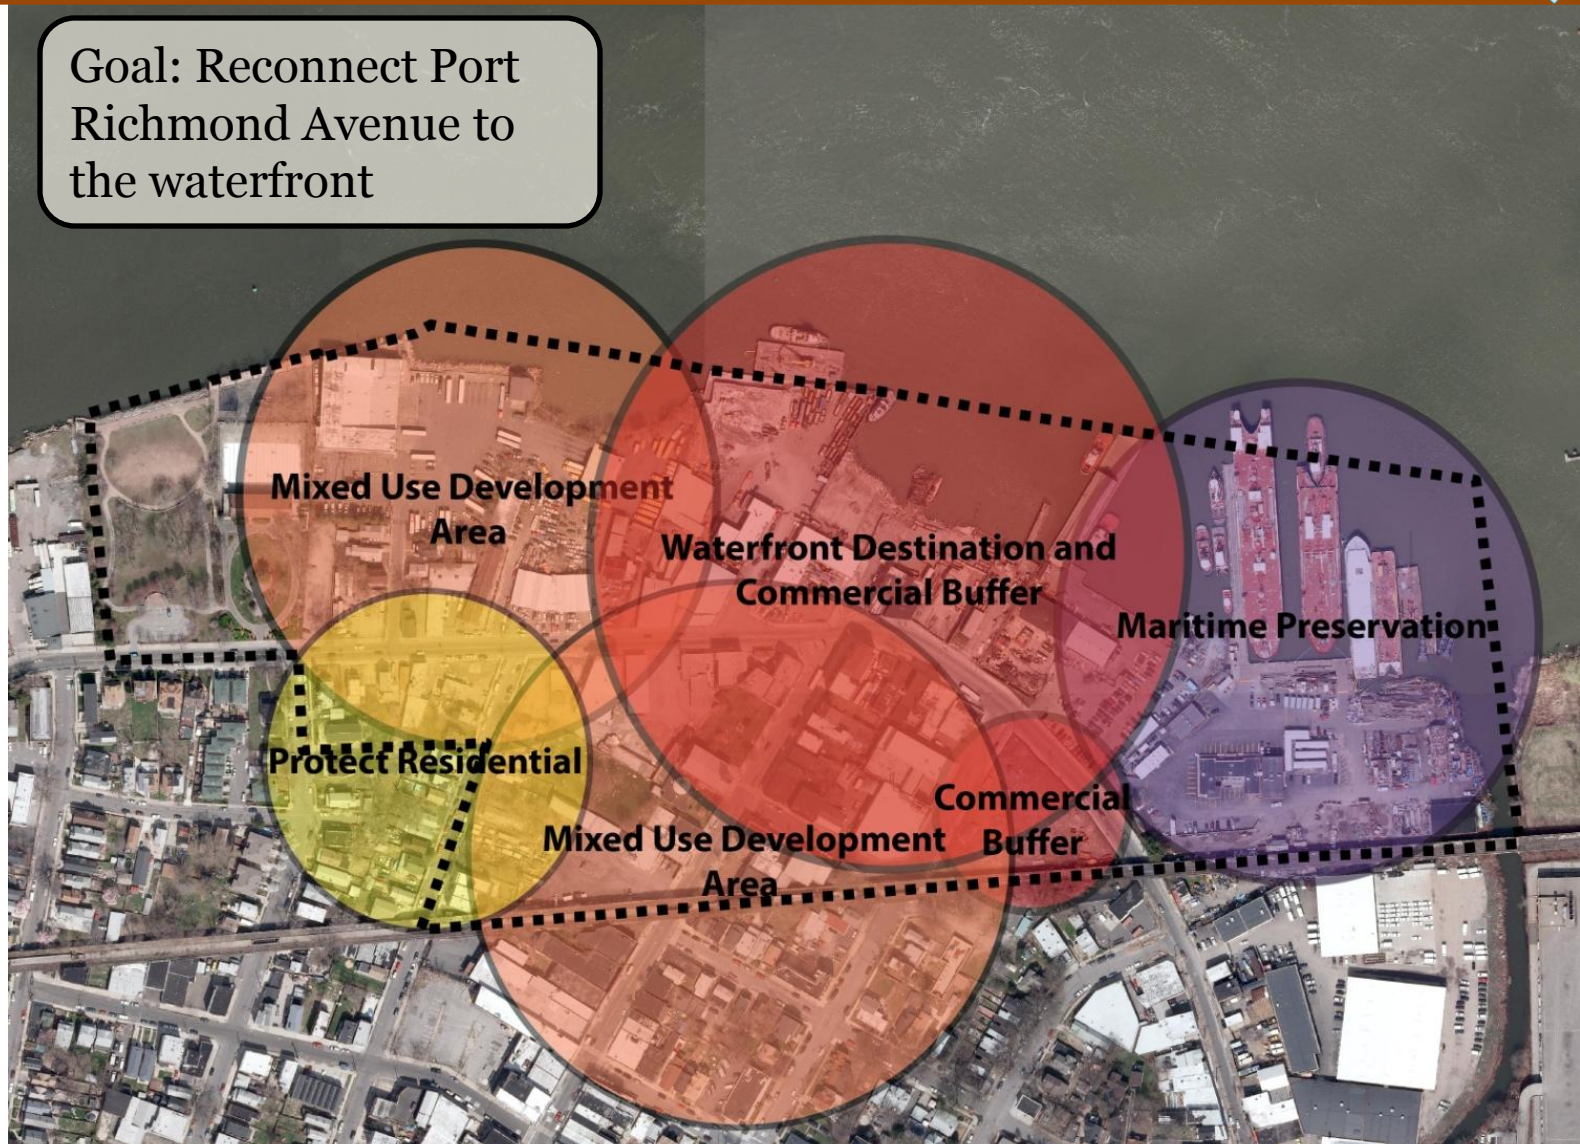 Goal: Reconnect Port
Richmond Avenue to
the waterfront
Mixed Use Development
Area
Waterfront Destination and
Commercial Buffer
Maritime Preservation
Protect Residential
Commercial
Buffer
Mixed Use Development
Area